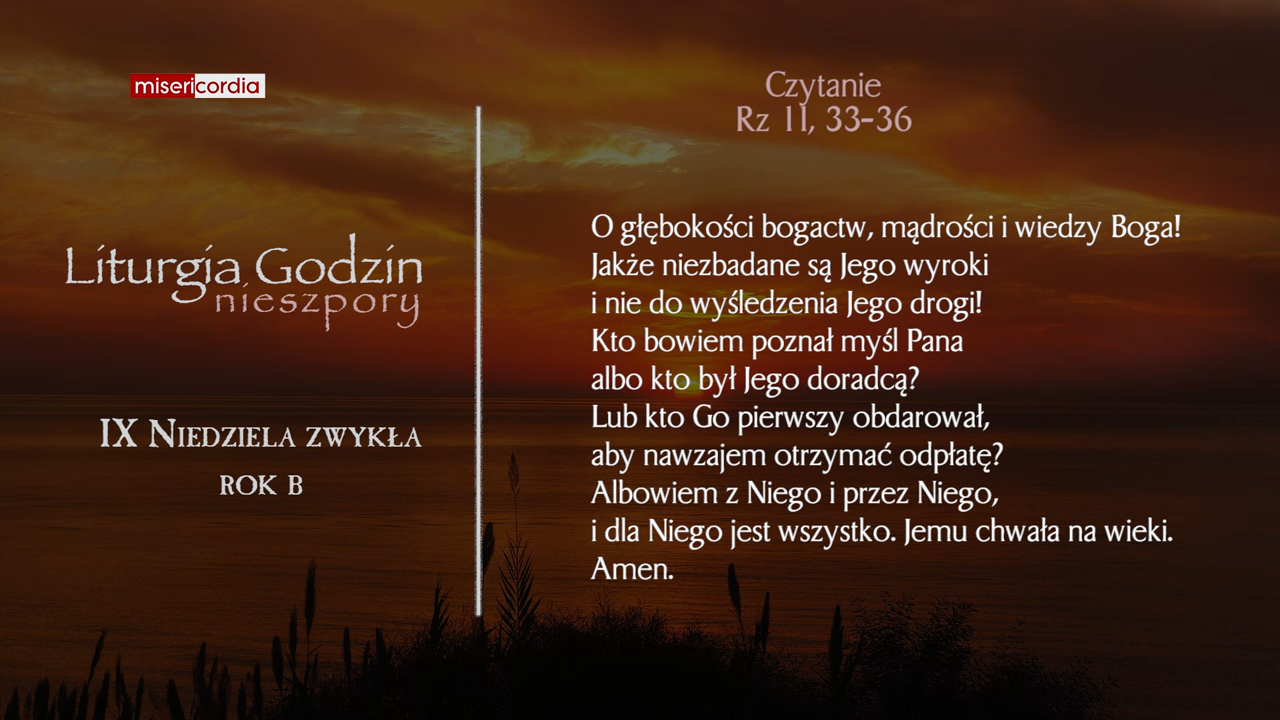 misericordia
Liturgia Godzin
nieszpory
IX Niedziela zwykła
rok B
Czytanie
Rz 11, 33-36
O głębokości bogactw, mądrości i wiedzy Boga!
Jakże niezbadane są Jego wyroki
i nie do wyśledzenia Jego drogi!
Kto bowiem poznał myśl Pana
albo kto był Jego doradcą?
Lub kto Go pierwszy obdarował,
aby nawzajem otrzymać odpłatę?
Albowiem z Niego i przez Niego,
i dla Niego jest wszystko. Jemu chwała na wieki.
Amen.